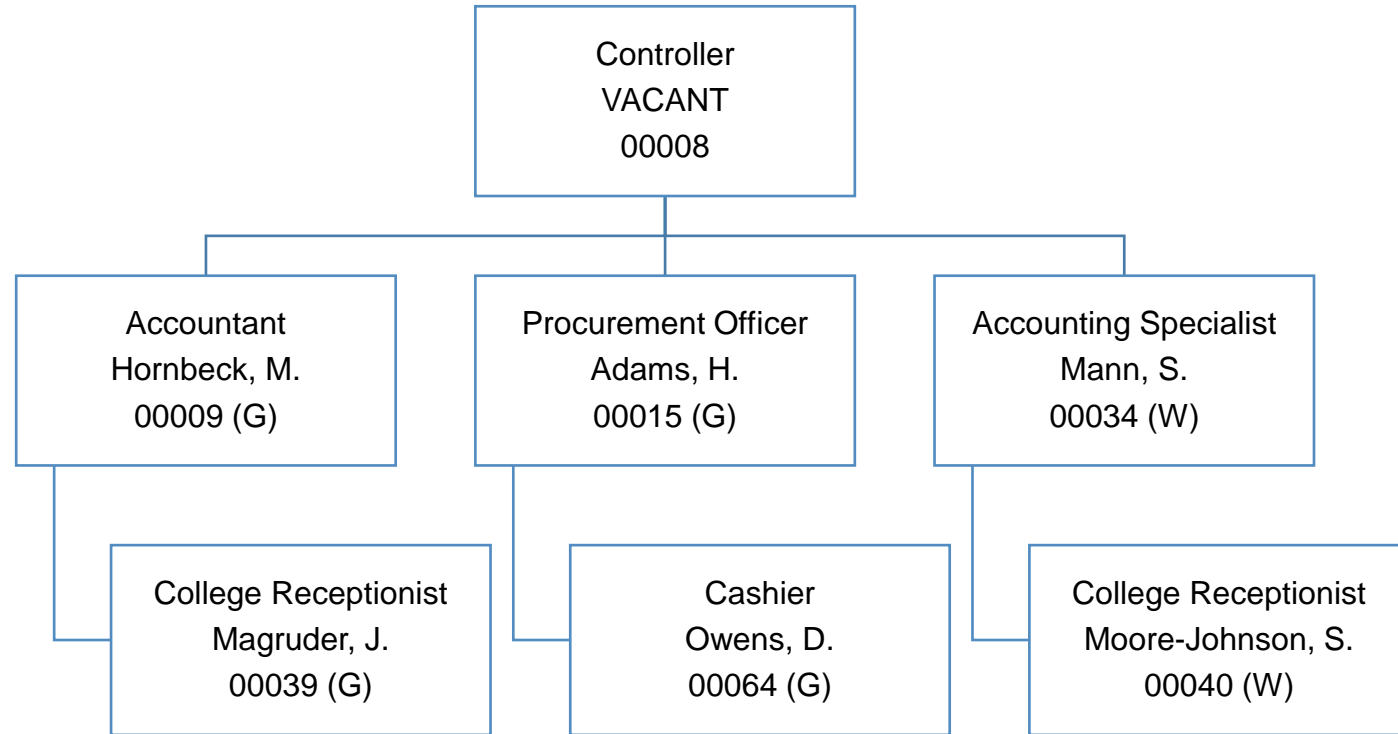 Controller
VACANT
00008
Accountant
Hornbeck, M.
00009 (G)
Procurement Officer
Adams, H.
00015 (G)
Accounting Specialist
Mann, S.
00034 (W)
College Receptionist
Magruder, J.
00039 (G)
Cashier
Owens, D.
00064 (G)
College Receptionist
Moore-Johnson, S.
00040 (W)